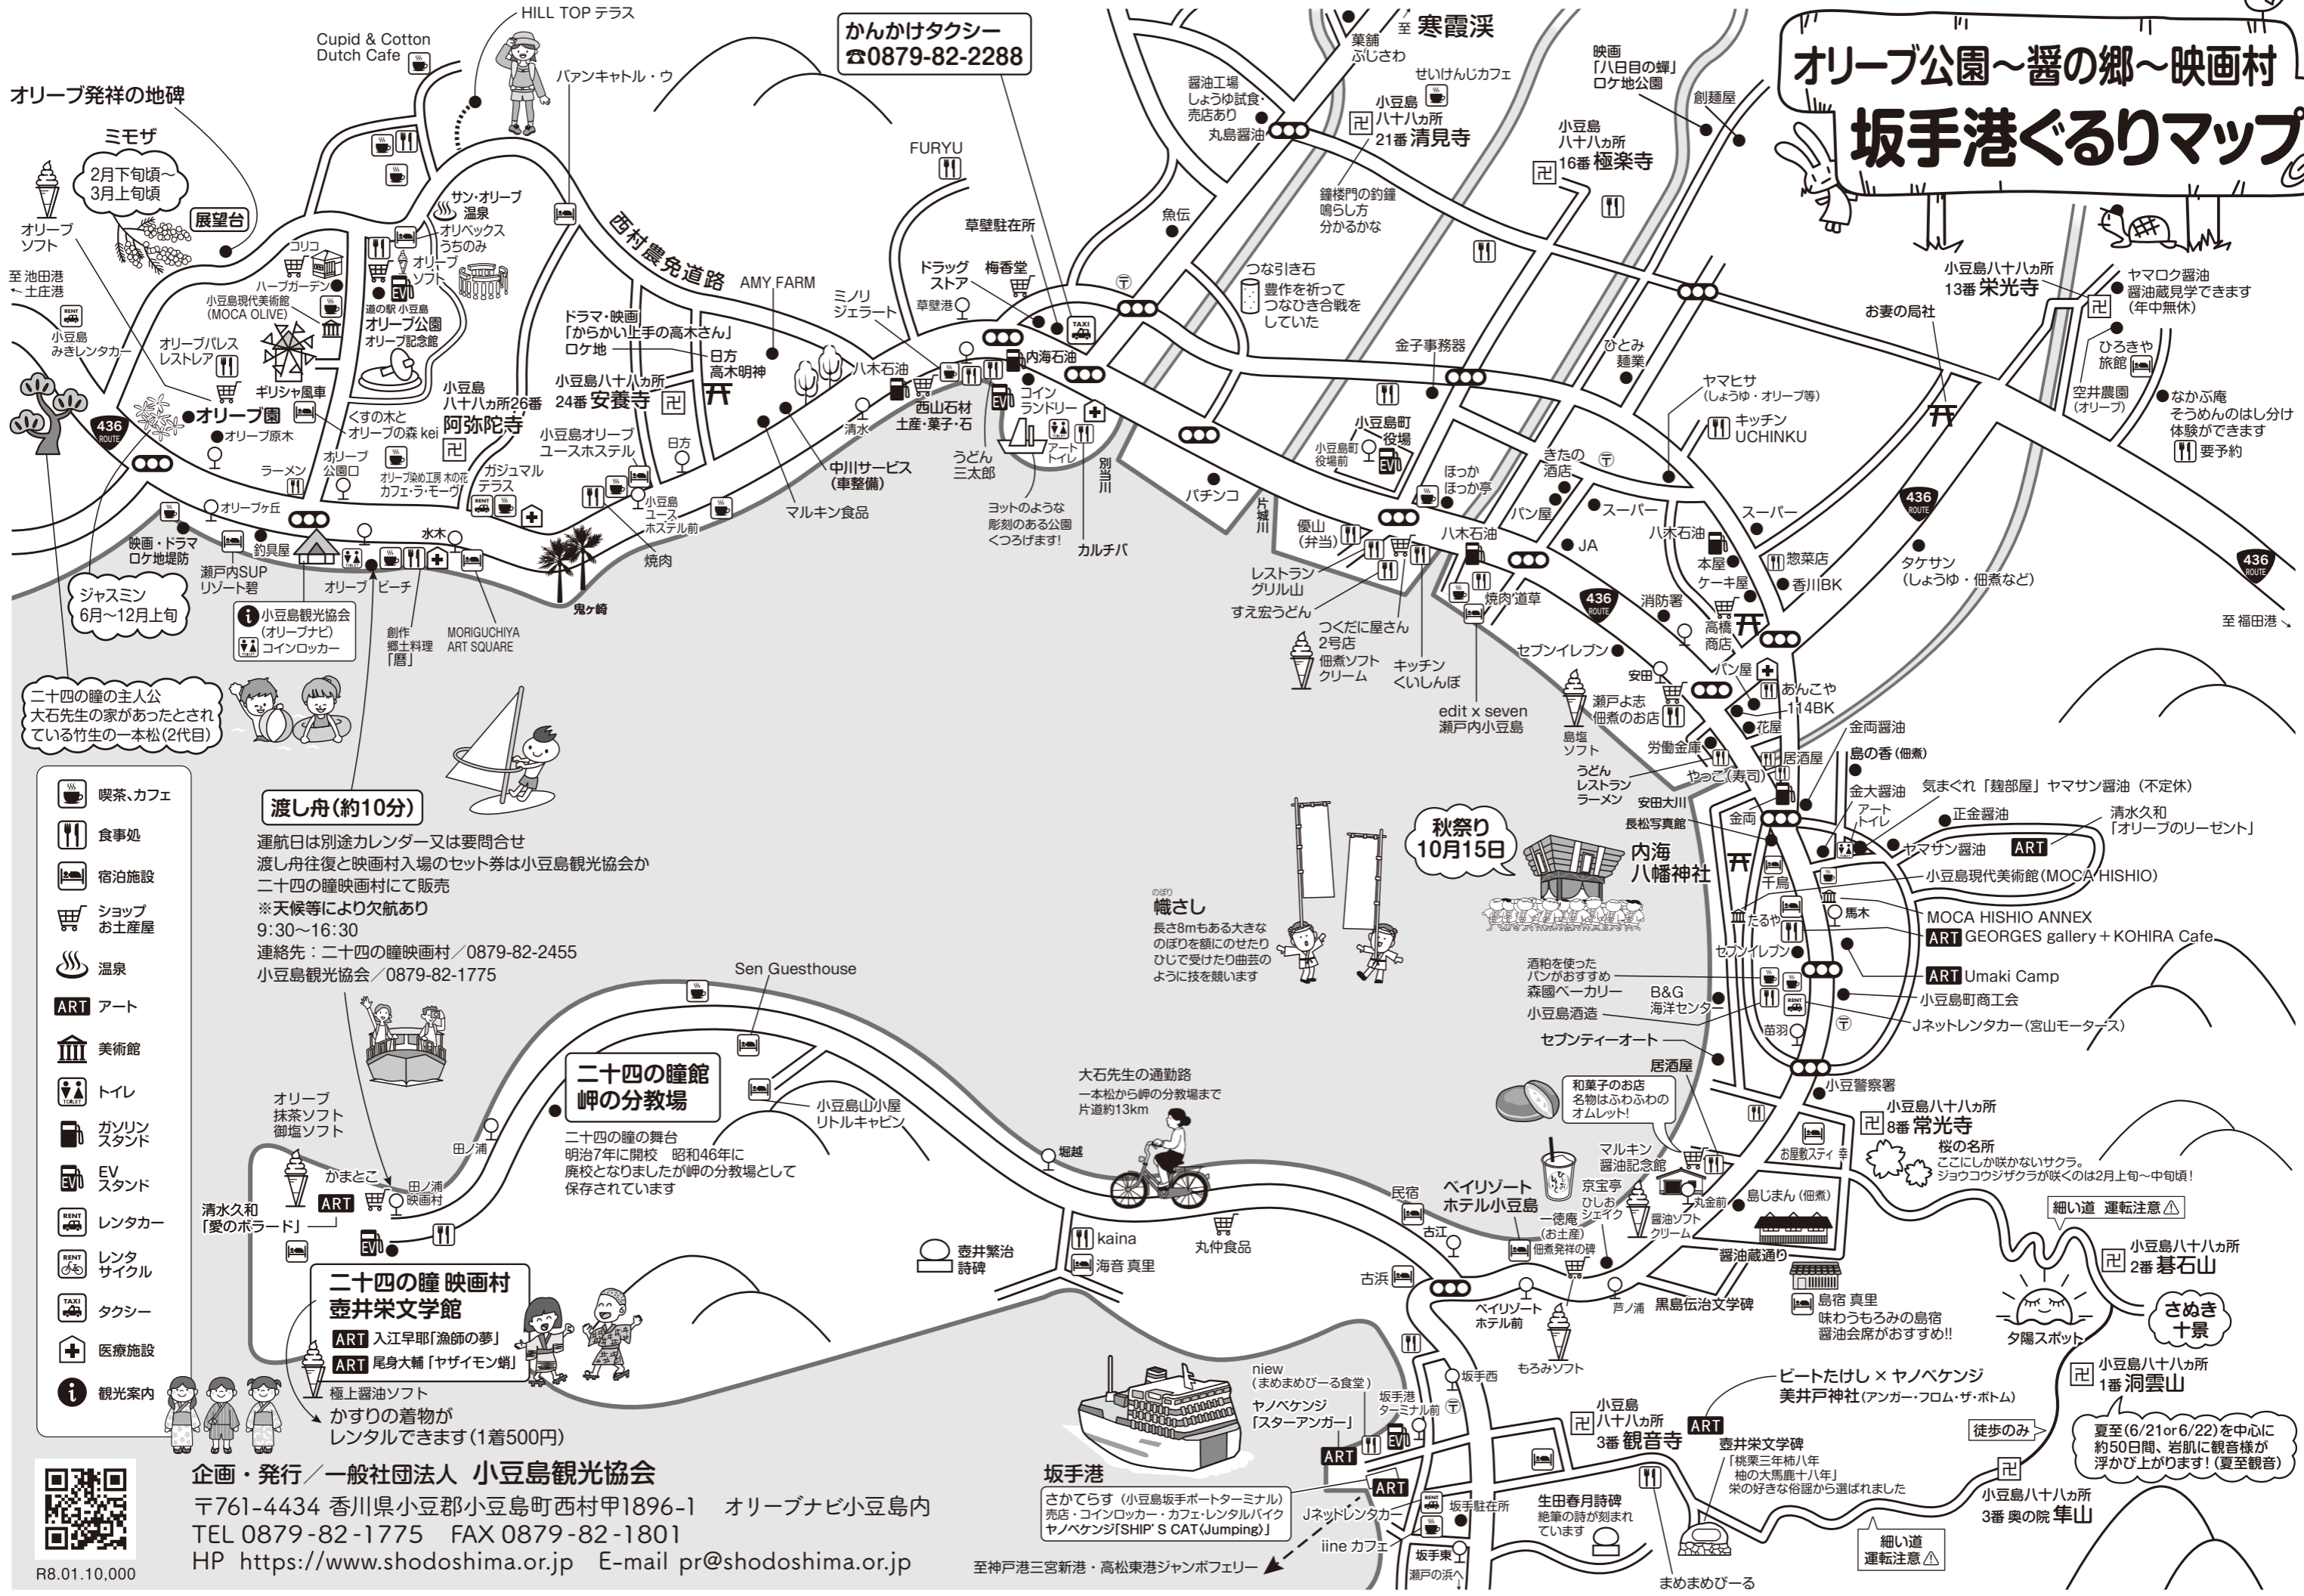 オリーブ公園～醤の郷～映画村
坂手港ぐるりマップ
HILL TOP テラス
Cupid & Cotton
Dutch Cafe
オリーブ発祥の地碑
ミモザ
2月下旬頃～
3月上旬頃
展望台
オリーブ
ソフト
至 池田港
← 土庄港
RENT
小豆島
みきレンタカー
コリコ
ハーブガーデン
小豆島現代美術館
(MOCA OLIVE)
オリーブパレス
レストレア
ギリシャ風車
オリーブ園
オリーブ原木
くすの木と
オリーブの森 kei
サン・オリーブ
温泉
オリベックス
うちのみ
オリーブ
ソフト
EV
道の駅 小豆島
オリーブ公園
オリーブ記念館
バァンキャトル・ウ
西村農免道路
小豆島
八十八ヵ所26番
阿弥陀寺
オリーブ染め工房 木の花
カフェ・ラ・モーヴ
ガジュマル
テラス
ラーメン
オリーブ
公園口
436
ROUTE
オリーブヶ丘
映画・ドラマ
ロケ地堤防
釣具屋
瀬戸内SUP
リゾート碧
ジャスミン
6月～12月上旬
小豆島観光協会
(オリーブナビ)
コインロッカー
オリーブ ビーチ
水木
創作
郷土料理
「暦」
MORIGUCHIYA
ART SQUARE
二十四の瞳の主人公
大石先生の家があったとされ
ている竹生の一本松(2代目)
ドラマ・映画
「からかい上手の高木さん」
ロケ地
日方
高木明神
小豆島八十八ヵ所
24番 安養寺
小豆島オリーブ
ユースホステル
日方
小豆島
ユース
ホステル前
焼肉
鬼ヶ崎
AMY FARM
マルキン食品
中川サービス
(車整備)
清水
八木石油
ミノリ
ジェラート
西山石材
土産・菓子・石
うどん
三太郎
かんかけタクシー
☎0879-82-2288
FURYU
草壁駐在所
ドラッグ
ストア
梅香堂
草壁港
TAXI
内海石油
コイン
ランドリー
アート
トイレ
ヨットのような
彫刻のある公園
くつろげます!
カルチバ
別当川
魚伝
至 寒霞渓
菓舗
ふじさわ
醤油工場
しょうゆ試食・
売店あり
丸島醤油
せいけんじカフェ
小豆島
八十八ヵ所
21番 清見寺
鐘楼門の釣鐘
鳴らし方
分かるかな
つな引き石
豊作を祈って
つなひき合戦を
していた
映画
「八日目の蝉」
ロケ地公園
創麺屋
小豆島
八十八ヵ所
16番 極楽寺
金子事務器
小豆島町
役場
小豆島町
役場前
EV
パチンコ
片城川
ひとみ
麺業
ヤマヒサ
(しょうゆ・オリーブ等)
キッチン
UCHINKU
お妻の局社
小豆島八十八ヵ所
13番 栄光寺
ヤマロク醤油
醤油蔵見学できます
(年中無休)
ひろきや
旅館
空井農園
(オリーブ)
なかぶ庵
そうめんのはし分け
体験ができます
要予約
ほっか
ほっか亭
きたの
酒店
パン屋
スーパー
JA
優山
(弁当)
レストラン
グリル山
すえ宏うどん
つくだに屋さん
2号店
佃煮ソフト
クリーム
キッチン
くいしんぼ
八木石油
焼肉 道草
edit x seven
瀬戸内小豆島
436
ROUTE
消防署
セブンイレブン
八木石油
スーパー
本屋
ケーキ屋
惣菜店
香川BK
高橋
商店
436
ROUTE
タケサン
(しょうゆ・佃煮など)
436
ROUTE
至 福田港
安田
パン屋
あんこや
114BK
花屋
瀬戸よ志
佃煮のお店
島塩
ソフト
労働金庫
うどん
レストラン
ラーメン
やっこ(寿司)
居酒屋
安田大川
長松写真館
金両
金両醤油
島の香(佃煮)
金大醤油
アート
トイレ
気まぐれ「麹部屋」ヤマサン醤油(不定休)
正金醤油
ヤマサン醤油
清水久和
「オリーブのリーゼント」
ART
小豆島現代美術館(MOCA HISHIO)
千鳥
たるや
馬木
MOCA HISHIO ANNEX
ART GEORGES gallery+KOHIRA Cafe
セブンイレブン
ART Umaki Camp
酒粕を使った
パンがおすすめ
森國ベーカリー
小豆島酒造
B&G
海洋センター
小豆島町商工会
Jネットレンタカー(宮山モータース)
苗羽
セブンティーオート
居酒屋
小豆警察署
秋祭り
10月15日
内海
八幡神社
のぼり
幟さし
長さ8mもある大きな
のぼりを額にのせたり
ひじで受けたり曲芸の
ように技を競います
喫茶、カフェ
食事処
宿泊施設
ショップ
お土産屋
温泉
ART アート
美術館
トイレ
ガソリン
スタンド
EV
スタンド
レンタカー
レンタ
サイクル
タクシー
医療施設
観光案内
渡し舟(約10分)
運航日は別途カレンダー又は要問合せ
渡し舟往復と映画村入場のセット券は小豆島観光協会か
二十四の瞳映画村にて販売
※天候等により欠航あり
9:30～16:30
連絡先：二十四の瞳映画村／0879-82-2455
小豆島観光協会／0879-82-1775
オリーブ
抹茶ソフト
御塩ソフト
かまとこ
ART
田ノ浦
映画村
清水久和
「愛のボラード」
EV
田ノ浦
二十四の瞳 映画村
壺井栄文学館
ART 入江早耶「漁師の夢」
ART 尾身大輔「ヤザイモン蛸」
極上醤油ソフト
かすりの着物が
レンタルできます(1着500円)
Sen Guesthouse
二十四の瞳館
岬の分教場
二十四の瞳の舞台
明治7年に開校 昭和46年に
廃校となりましたが岬の分教場として
保存されています
小豆島山小屋
リトルキャビン
大石先生の通勤路
一本松から岬の分教場まで
片道約13km
堀越
壺井繁治
詩碑
kaina
海音 真里
丸仲食品
民宿
古江
古浜
ベイリゾート
ホテル小豆島
ベイリゾート
ホテル前
一徳庵
(お土産)
佃煮発祥の碑
京宝亭
ひしお
シェイク
もろみソフト
芦ノ浦
和菓子のお店
名物はふわふわの
オムレット!
マルキン
醤油記念館
醤油ソフト
クリーム
丸金前
島じまん(佃煮)
お屋敷スティ 幸
醤油蔵通り
黒島伝治文学碑
島宿 真里
味わうもろみの島宿
醤油会席がおすすめ!!
小豆島八十八ヵ所
8番 常光寺
桜の名所
ここにしか咲かないサクラ。
ジョウコウジザクラが咲くのは2月上旬～中旬頃!
細い道 運転注意
小豆島八十八ヵ所
2番 碁石山
さぬき
十景
夕陽スポット
小豆島八十八ヵ所
1番 洞雲山
夏至(6/21or6/22)を中心に
約50日間、岩肌に観音様が
浮かび上がります!(夏至観音)
徒歩のみ
小豆島八十八ヵ所
3番 奥の院 隼山
細い道
運転注意
ビートたけし × ヤノベケンジ
美井戸神社(アンガー・フロム・ザ・ボトム)
ART
小豆島
八十八ヵ所
3番 観音寺
壺井栄文学碑
「桃栗三年柿八年
柚の大馬鹿十八年」
栄の好きな俗謡から選ばれました
生田春月詩碑
絶筆の詩が刻まれ
ています
まめまめびーる
坂手西
niew
(まめまめびーる食堂)
ヤノベケンジ
「スターアンガー」
ART
坂手港
ターミナル前
EV
坂手港
さかてらす(小豆島坂手ポートターミナル)
売店・コインロッカー・カフェ・レンタルバイク
ヤノベケンジ「SHIP'S CAT(Jumping)」
ART
Jネットレンタカー
坂手駐在所
iine カフェ
坂手東
瀬戸の浜へ
至神戸港三宮新港・高松東港ジャンボフェリー
企画・発行／一般社団法人 小豆島観光協会
〒761-4434 香川県小豆郡小豆島町西村甲1896-1 オリーブナビ小豆島内
TEL 0879-82-1775 FAX 0879-82-1801
HP https://www.shodoshima.or.jp E-mail pr@shodoshima.or.jp
R8.01.10,000